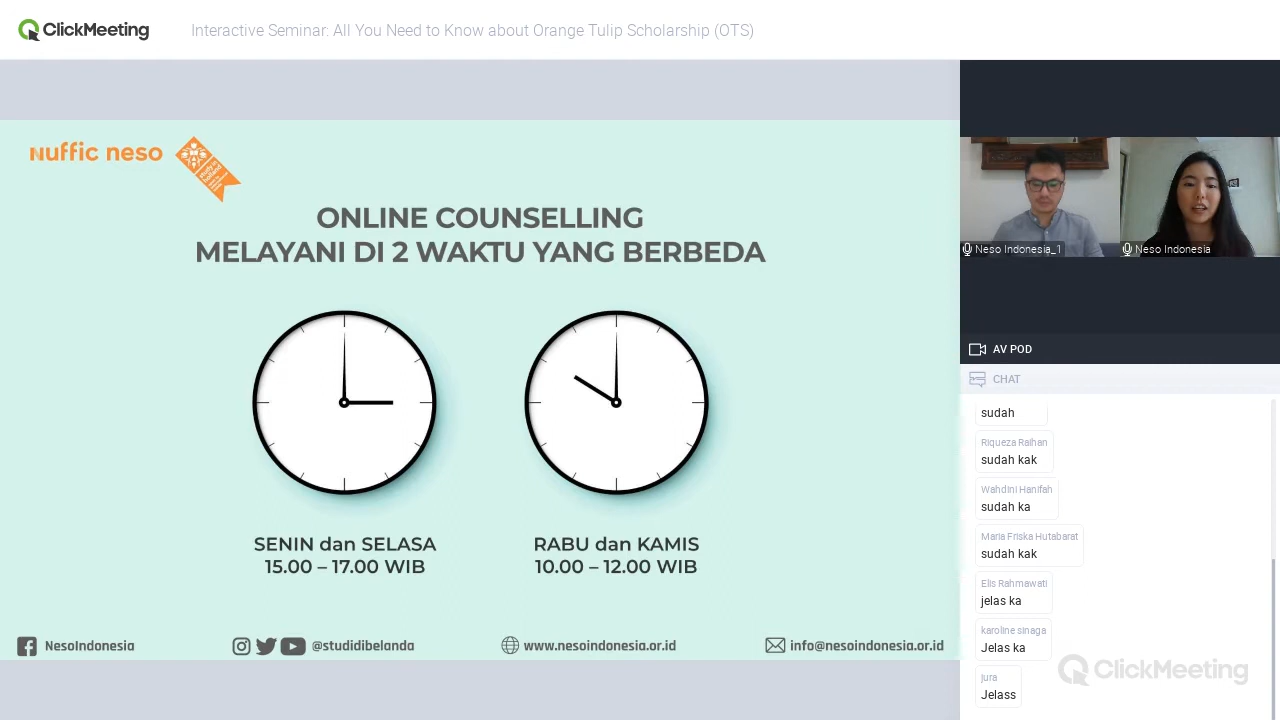 ClickMeeting
Interactive Seminar: All You Need to Know about Orange Tulip Scholarship (OTS)
nuffic neso
study in
holland
ONLINE COUNSELLING
MELAYANI DI 2 WAKTU YANG BERBEDA
SENIN dan SELASA
15.00 – 17.00 WIB
RABU dan KAMIS
10.00 – 12.00 WIB
NesoIndonesia
@studidibelanda
www.nesoindonesia.or.id
info@nesoindonesia.or.id
Neso Indonesia_1
Neso Indonesia
AV POD
CHAT
sudah
Riqueza Raihan
sudah kak
Wahdini Hanifah
sudah ka
Maria Friska Hutabarat
sudah kak
Elis Rahmawati
jelas ka
karoline sinaga
Jelas ka
jura
Jelass
ClickMeeting